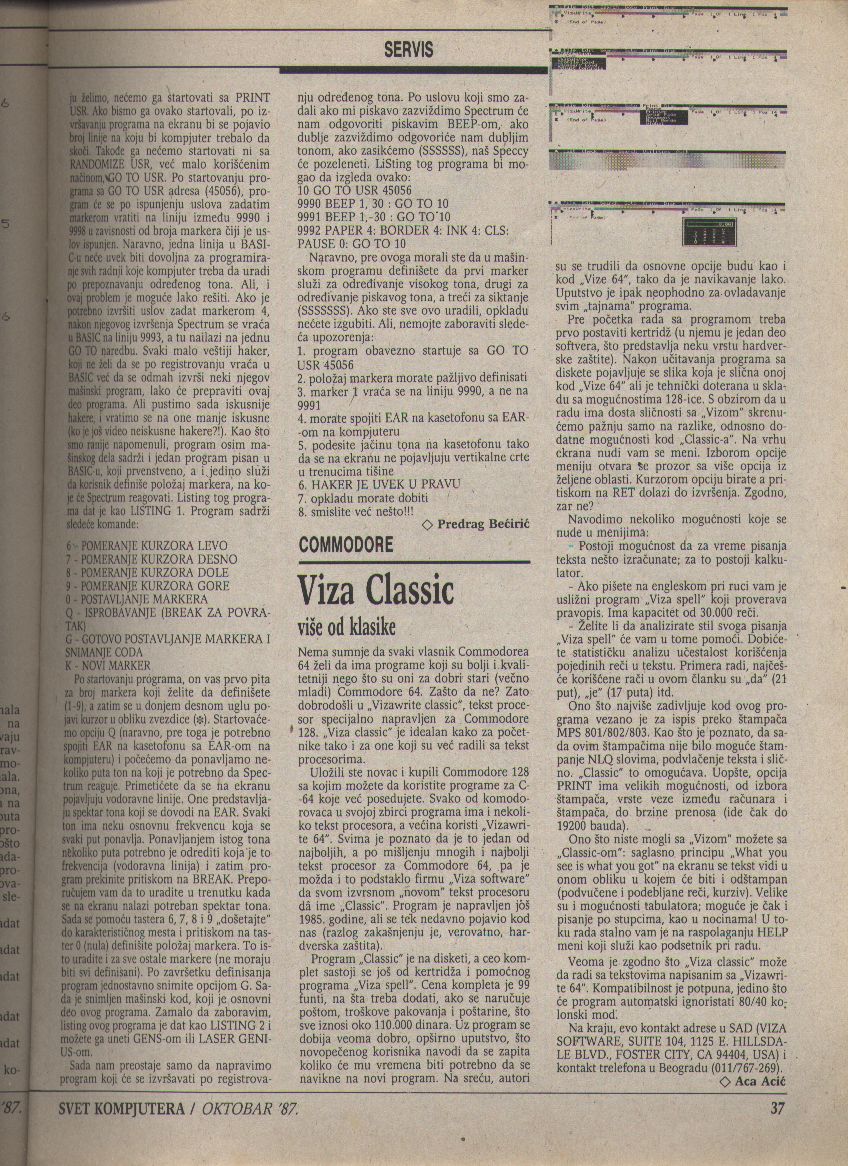 SERVIS
ju želimo, nećemo ga startovati sa PRINT
USR. Ako bismo ga ovako startovali, po iz-
vršavanju programa na ekranu bi se pojavio
broj linije na koju bi kompjuter trebalo da
skoči. Takođe ga nećemo startovati ni sa
RANDOMIZE USR, već malo korišćenim
načinom, GO TO USR. Po startovanju pro-
grama sa GO TO USR adresa (45056), pro-
gram će se po ispunjenju uslova zadatim
markerom vratiti na liniju između 9990 i
9998 u zavisnosti od broja markera čiji je us-
lov ispunjen. Naravno, jedna linija u BASI-
C-u neće uvek biti dovoljna za programira-
nje svih radnji koje kompjuter treba da uradi
po prepoznavanju određenog tona. Ali, i
ovaj problem je moguće lako rešiti. Ako je
potrebno izvršiti uslov zadat markerom 4,
nakon njegovog izvršenja Spectrum se vraća
u BASIC na liniju 9993, a tu nailazi na jednu
GO TO naredbu. Svaki malo veštiji haker,
koji ne želi da se po registrovanju vraća u
BASIC već da se odmah izvrši neki njegov
mašinski program, lako će prepraviti ovaj
deo programa. Ali pustimo sada iskusnije
hakere, i vratimo se na one manje iskusne
(ko je još video neiskusne hakere?!). Kao što
smo ranije napomenuli, program osim ma-
šinskog dela sadrži i jedan program pisan u
BASIC-u, koji prvenstveno, a i jedino služi
da korisnik definiše položaj markera, na ko-
je će Spectrum reagovati. Listing tog progra-
ma dat je kao LISTING 1. Program sadrži
sledeće komande:
6 - POMERANJE KURZORA LEVO
7 - POMERANJE KURZORA DESNO
8 - POMERANJE KURZORA DOLE
9 - POMERANJE KURZORA GORE
0 - POSTAVLJANJE MARKERA
Q - ISPROBAVANJE (BREAK ZA POVRA-
TAK)
G - GOTOVO POSTAVLJANJE MARKERA I
SNIMANJE CODA
K - NOVI MARKER
Po startovanju programa, on vas prvo pita
za broj markera koji želite da definišete
(1-9), a zatim se u donjem desnom uglu po-
javi kurzor u obliku zvezdice (✻). Startovaće-
mo opciju Q (naravno, pre toga je potrebno
spojiti EAR na kasetofonu sa EAR-om na
kompjuteru) i počećemo da ponavljamo ne-
koliko puta ton na koji je potrebno da Spec-
trum reaguje. Primetićete da se na ekranu
pojavljuju vodoravne linije. One predstavlja-
ju spektar tona koji se dovodi na EAR. Svaki
ton ima neku osnovnu frekvencu koja se
svaki put ponavlja. Ponavljanjem istog tona
nekoliko puta potrebno je odrediti koja je to
frekvencija (vodoravna linija) i zatim pro-
gram prekinite pritiskom na BREAK. Prepo-
ručujem vam da to uradite u trenutku kada
se na ekranu nalazi potreban spektar tona.
Sada se pomoću tastera 6, 7, 8 i 9 „došetajte”
do karakterističnog mesta i pritiskom na tas-
ter 0 (nula) definišite položaj markera. To is-
to uradite i za sve ostale markere (ne moraju
biti svi definisani). Po završetku definisanja
program jednostavno snimite opcijom G. Sa-
da je snimljen mašinski kod, koji je osnovni
deo ovog programa. Zamalo da zaboravim,
listing ovog programa je dat kao LISTING 2 i
možete ga uneti GENS-om ili LASER GENI-
US-om.
Sada nam preostaje samo da napravimo
program koji će se izvršavati po registrova-
nju određenog tona. Po uslovu koji smo za-
dali ako mi piskavo zazviždimo Spectrum će
nam odgovoriti piskavim BEEP-om, ako
dublje zazviždimo odgovoriće nam dubljim
tonom, ako zasikćemo (SSSSSS), naš Speccy
će pozeleneti. LiSting tog programa bi mo-
gao da izgleda ovako:
10 GO TO USR 45056
9990 BEEP 1, 30 : GO TO 10
9991 BEEP 1,-30 : GO TO 10
9992 PAPER 4: BORDER 4: INK 4: CLS:
PAUSE 0: GO TO 10
Naravno, pre ovoga morali ste da u mašin-
skom programu definišete da prvi marker
služi za određivanje visokog tona, drugi za
određivanje piskavog tona, a treći za siktanje
(SSSSSSS). Ako ste sve ovo uradili, opkladu
nećete izgubiti. Ali, nemojte zaboraviti slede-
ća upozorenja:
1. program obavezno startuje sa GO TO
USR 45056
2. položaj markera morate pažljivo definisati
3. marker 1 vraća se na liniju 9990, a ne na
9991
4. morate spojiti EAR na kasetofonu sa EAR-
-om na kompjuteru
5. podesite jačinu tona na kasetofonu tako
da se na ekranu ne pojavljuju vertikalne crte
u trenucima tišine
6. HAKER JE UVEK U PRAVU
7. opkladu morate dobiti
8. smislite već nešto!!!
◇ Predrag Bećirić
COMMODORE
Viza Classic
više od klasike
Nema sumnje da svaki vlasnik Commodorea
64 želi da ima programe koji su bolji i kvali-
tetniji nego što su oni za dobri stari (večno
mladi) Commodore 64. Zašto da ne? Zato
dobrodošli u „Vizawrite classic”, tekst proce-
sor specijalno napravljen za Commodore
128. „Viza classic” je idealan kako za počet-
nike tako i za one koji su već radili sa tekst
procesorima.
Uložili ste novac i kupili Commodore 128
sa kojim možete da koristite programe za C-
-64 koje već posedujete. Svako od komodo-
rovaca u svojoj zbirci programa ima i nekoli-
ko tekst procesora, a većina koristi „Vizawri-
te 64”. Svima je poznato da je to jedan od
najboljih, a po mišljenju mnogih i najbolji
tekst procesor za Commodore 64, pa je
možda i to podstaklo firmu „Viza software”
da svom izvrsnom „novom” tekst procesoru
dâ ime „Classic”. Program je napravljen još
1985. godine, ali se tek nedavno pojavio kod
nas (razlog zakašnjenju je, verovatno, har-
dverska zaštita).
Program „Classic” je na disketi, a ceo kom-
plet sastoji se još od kertridža i pomoćnog
programa „Viza spell”. Cena kompleta je 99
funti, na šta treba dodati, ako se naručuje
poštom, troškove pakovanja i poštarine, što
sve iznosi oko 110.000 dinara. Uz program se
dobija veoma dobro, opširno uputstvo, što
novopečenog korisnika navodi da se zapita
koliko će mu vremena biti potrebno da se
navikne na novi program. Na sreću, autori
su se trudili da osnovne opcije budu kao i
kod „Vize 64”, tako da je navikavanje lako.
Uputstvo je ipak neophodno za ovladavanje
svim „tajnama” programa.
Pre početka rada sa programom treba
prvo postaviti kertridž (u njemu je jedan deo
softvera, što predstavlja neku vrstu hardver-
ske zaštite). Nakon učitavanja programa sa
diskete pojavljuje se slika koja je slična onoj
kod „Vize 64” ali je tehnički doterana u skla-
du sa mogućnostima 128-ice. S obzirom da u
radu ima dosta sličnosti sa „Vizom” skrenu-
ćemo pažnju samo na razlike, odnosno do-
datne mogućnosti kod „Classic-a”. Na vrhu
ekrana nudi vam se meni. Izborom opcije
meniju otvara se prozor sa više opcija iz
željene oblasti. Kurzorom opciju birate a pri-
tiskom na RET dolazi do izvršenja. Zgodno,
zar ne?
Navodimo nekoliko mogućnosti koje se
nude u menijima:
- Postoji mogućnost da za vreme pisanja
teksta nešto izračunate; za to postoji kalku-
lator.
- Ako pišete na engleskom pri ruci vam je
usližni program „Viza spell” koji proverava
pravopis. Ima kapacitet od 30.000 reči.
- Želite li da analizirate stil svoga pisanja
„Viza spell” će vam u tome pomoći. Dobiće-
te statističku analizu učestalost korišćenja
pojedinih reči u tekstu. Primera radi, najčeš-
će korišćene rači u ovom članku su „da” (21
put), „je” (17 puta) itd.
Ono što najviše zadivljuje kod ovog pro-
grama vezano je za ispis preko štampača
MPS 801/802/803. Kao što je poznato, da sa-
da ovim štampačima nije bilo moguće štam-
panje NLQ slovima, podvlačenje teksta i slič-
no. „Classic” to omogućava. Uopšte, opcija
PRINT ima velikih mogućnosti, od izbora
štampača, vrste veze između računara i
štampača, do brzine prenosa (ide čak do
19200 bauda).
Ono što niste mogli sa „Vizom” možete sa
„Classic-om”: saglasno principu „What you
see is what you got” na ekranu se tekst vidi u
onom obliku u kojem će biti i odštampan
(podvučene i podebljane reči, kurziv). Velike
su i mogućnosti tabulatora; moguće je čak i
pisanje po stupcima, kao u nocinama! U to-
ku rada stalno vam je na raspolaganju HELP
meni koji služi kao podsetnik pri radu.
Veoma je zgodno što „Viza classic” može
da radi sa tekstovima napisanim sa „Vizawri-
te 64”. Kompatibilnost je potpuna, jedino što
će program automatski ignoristati 80/40 ko-
lonski mod.
Na kraju, evo kontakt adrese u SAD (VIZA
SOFTWARE, SUITE 104, 1125 E. HILLSDA-
LE BLVD., FOSTER CITY, CA 94404, USA) i
kontakt trelefona u Beogradu (011/767-269).
◇ Aca Acić
SVET KOMPJUTERA / OKTOBAR '87.
37